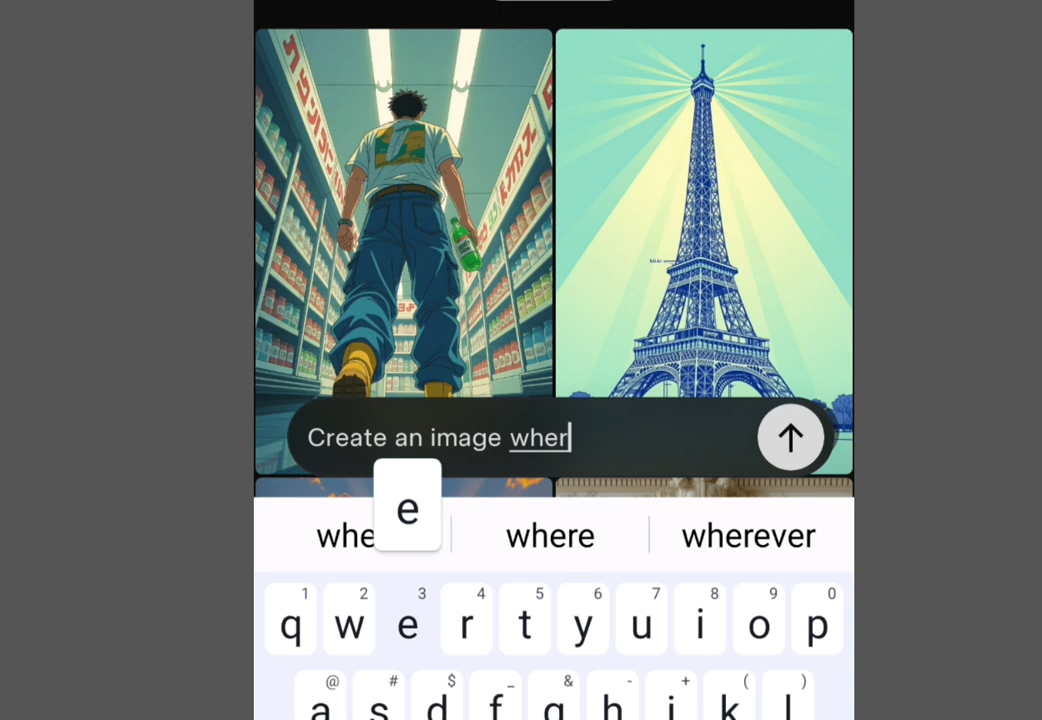 Create an image wher
e
whe
where
wherever
1 2 3 4 5 6 7 8 9 0
q w e r t y u i o p
@ # $ _ & - + ( )
a s d f g h j k l